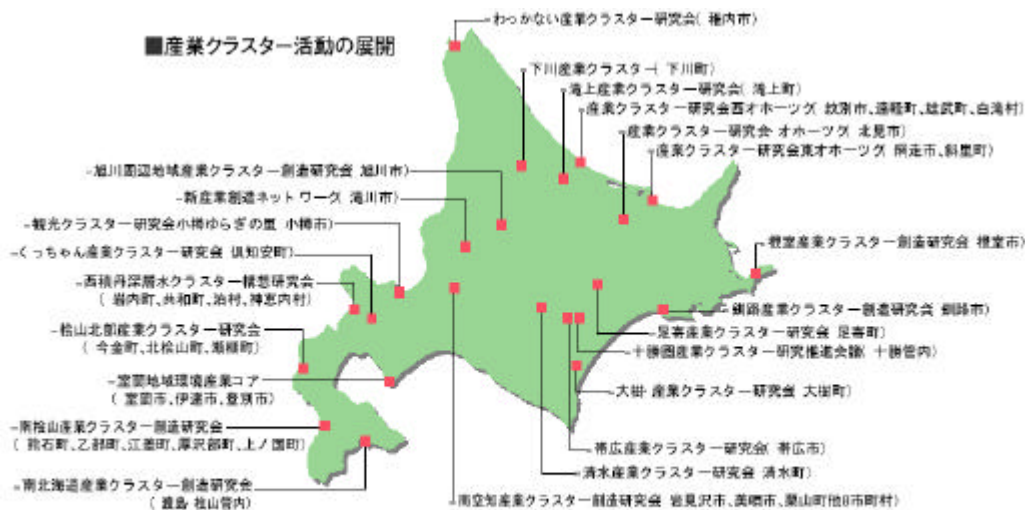 ■産業クラスター活動の展開
わっかない産業クラスター研究会( 稚内市)
下川産業クラスター( 下川町)
滝上産業クラスター研究会( 滝上町)
産業クラスター研究会西オホーツク( 紋別市、遠軽町、雄武町、白滝村)
産業クラスター研究会 オホーツク( 北見市)
産業クラスター研究会東オホーツク( 網走市、斜里町)
-旭川周辺地域産業クラスター創造研究会( 旭川市)
-新産業創造ネットワーク( 滝川市)
-観光クラスター研究会小樽ゆらぎの里( 小樽市)
-くっちゃん産業クラスター研究会( 倶知安町)
-西積丹深層水クラスター構想研究会
( 岩内町、共和町、泊村、神恵内村)
-桧山北部産業クラスター研究会
( 今金町、北桧山町、瀬棚町)
-室蘭地域環境産業コア
( 室蘭市、伊達市、登別市)
-南桧山産業クラスター創造研究会
( 熊石町、乙部町、江差町、厚沢部町、上ノ国町)
-南北海道産業クラスター創造研究会
( 渡島 桧山管内)
根室産業クラスター創造研究会( 根室市)
釧路産業クラスター創造研究会( 釧路市)
足寄産業クラスター研究会( 足寄町)
十勝圏産業クラスター研究推進会議( 十勝管内)
大樹 産業クラスター研究会( 大樹町)
帯広産業クラスター研究会( 帯広市)
清水産業クラスター研究会( 清水町)
南空知産業クラスター創造研究会( 岩見沢市、美唄市、栗山町他8市町村)